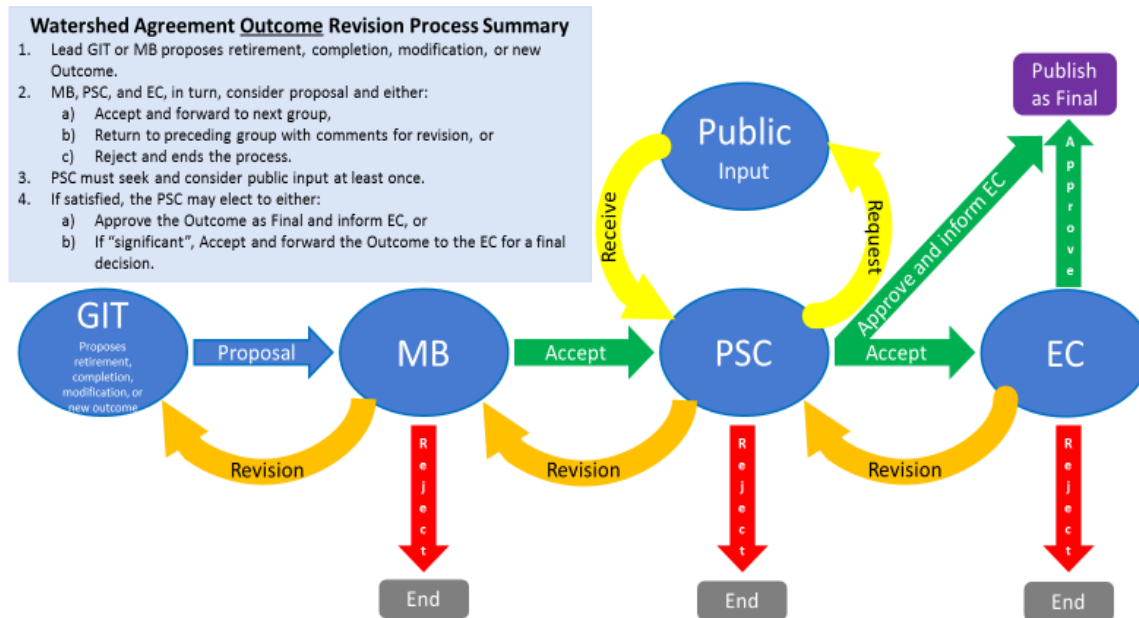 Watershed Agreement Outcome Revision Process Summary
1. Lead GIT or MB proposes retirement, completion, modification, or new
Outcome.
2. MB, PSC, and EC, in turn, consider proposal and either:
a) Accept and forward to next group,
b) Return to preceding group with comments for revision, or
c) Reject and ends the process.
3. PSC must seek and consider public input at least once.
4. If satisfied, the PSC may elect to either:
a) Approve the Outcome as Final and inform EC, or
b) If “significant”, Accept and forward the Outcome to the EC for a final
decision.
Publish
as Final
Public
Input
Receive
Request
Approve and inform EC
Approve
GIT
Proposes
retirement,
completion,
modification, or
new outcome
Proposal
MB
Accept
PSC
Accept
EC
Revision
Revision
Revision
Reject
Reject
Reject
End
End
End